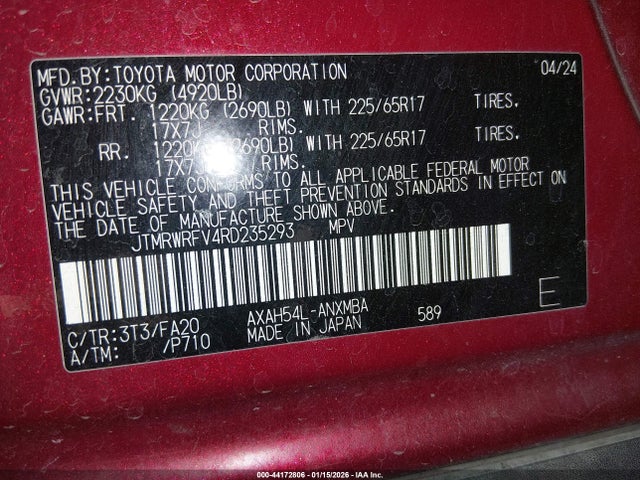 MFD.BY:TOYOTA MOTOR CORPORATION 04/24
GVWR:2230KG (4920LB)
GAWR:FRT. 1220KG (2690LB) WITH 225/65R17 TIRES.
17X7J RIMS.
RR. 1220KG (2690LB) WITH 225/65R17 TIRES.
17X7 RIMS.
THIS VEHICLE CONFORMS TO ALL APPLICABLE FEDERAL MOTOR
VEHICLE SAFETY AND THEFT PREVENTION STANDARDS IN EFFECT ON
THE DATE OF MANUFACTURE SHOWN ABOVE.
JTMRWRFV4RD235293 MPV
C/TR:3T3/FA20 AXAH54L-ANXMBA 589 E
A/TM: /P710 MADE IN JAPAN
000-44172806 - 01/15/2026 - IAA Inc.